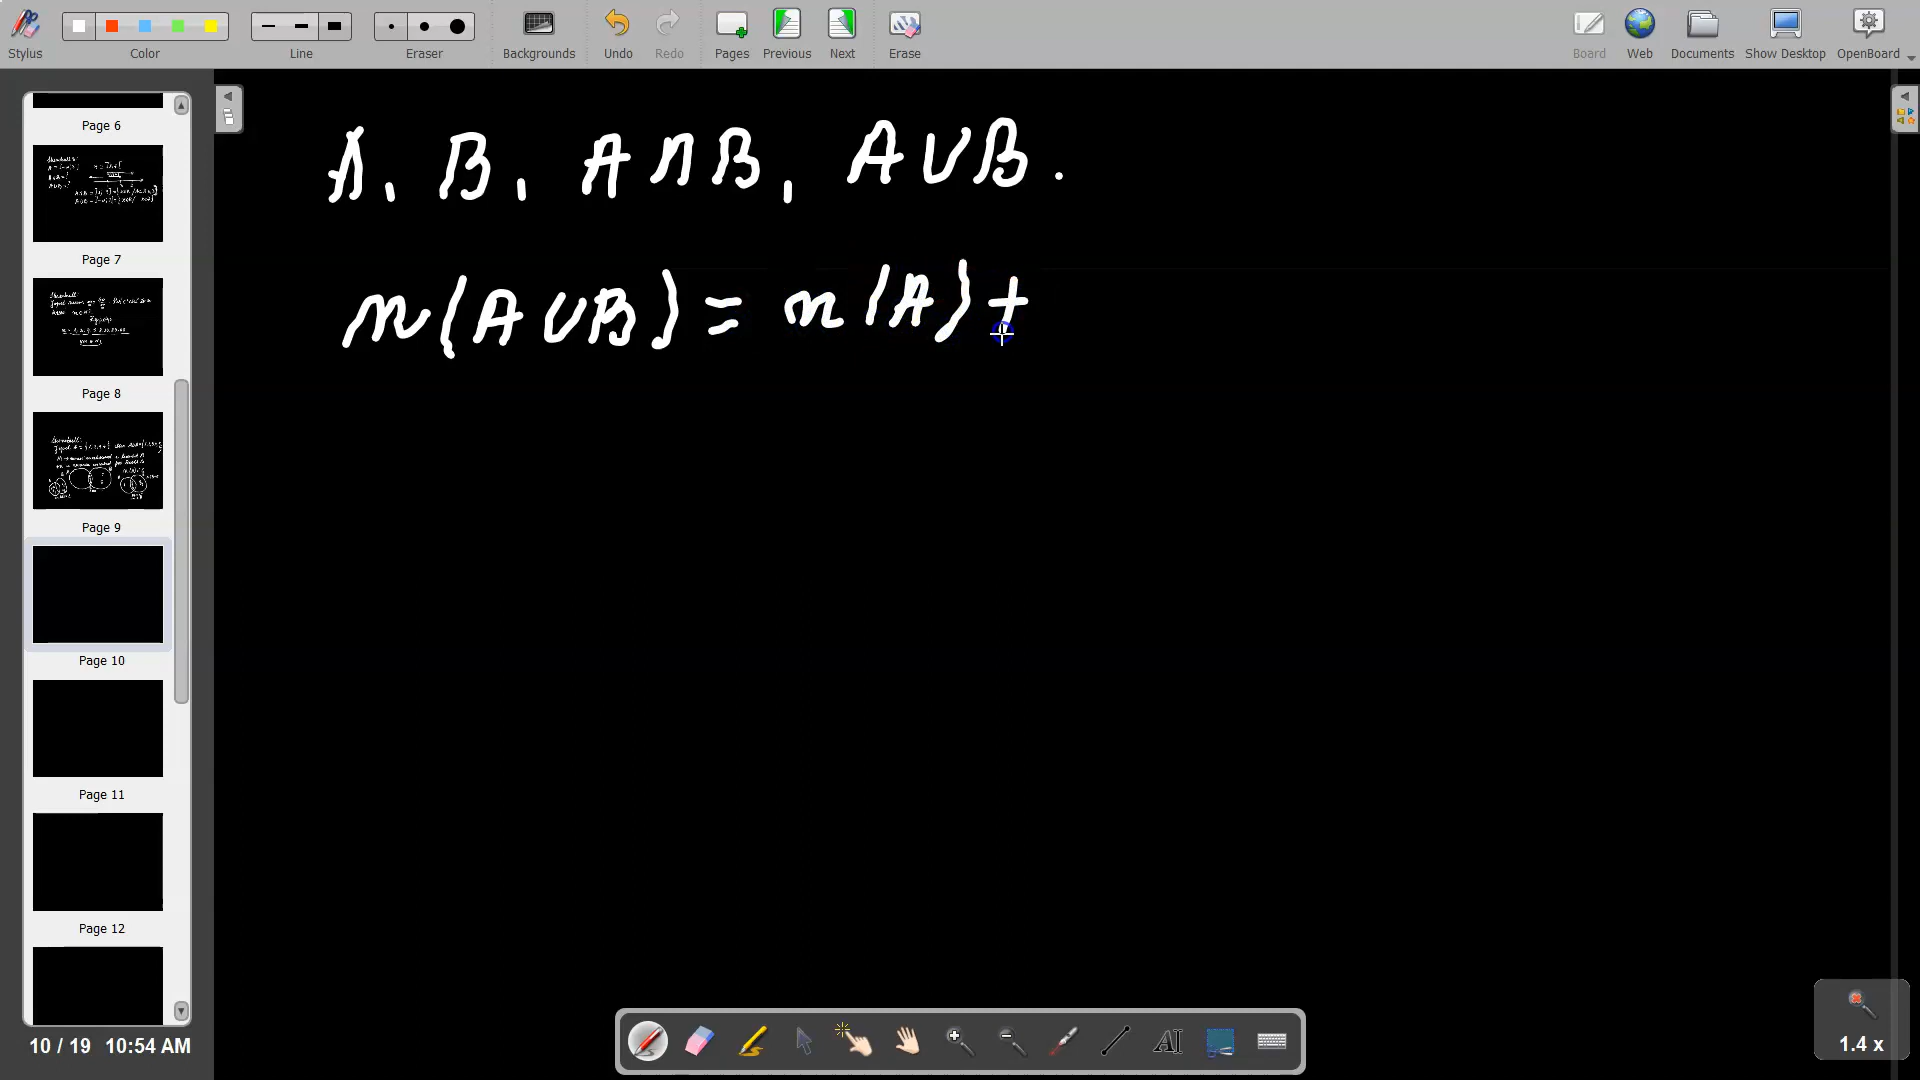 Stylus
Color
Line
Eraser
Backgrounds
Undo
Redo
Pages
Previous
Next
Erase
Board
Web
Documents
Show Desktop
OpenBoard
Page 6
Page 7
Page 8
Page 9
Page 10
Page 11
Page 12
A, B, A∩B, A∪B.
n(A∪B) = n(A) +
10 / 19 10:54 AM
1.4 x